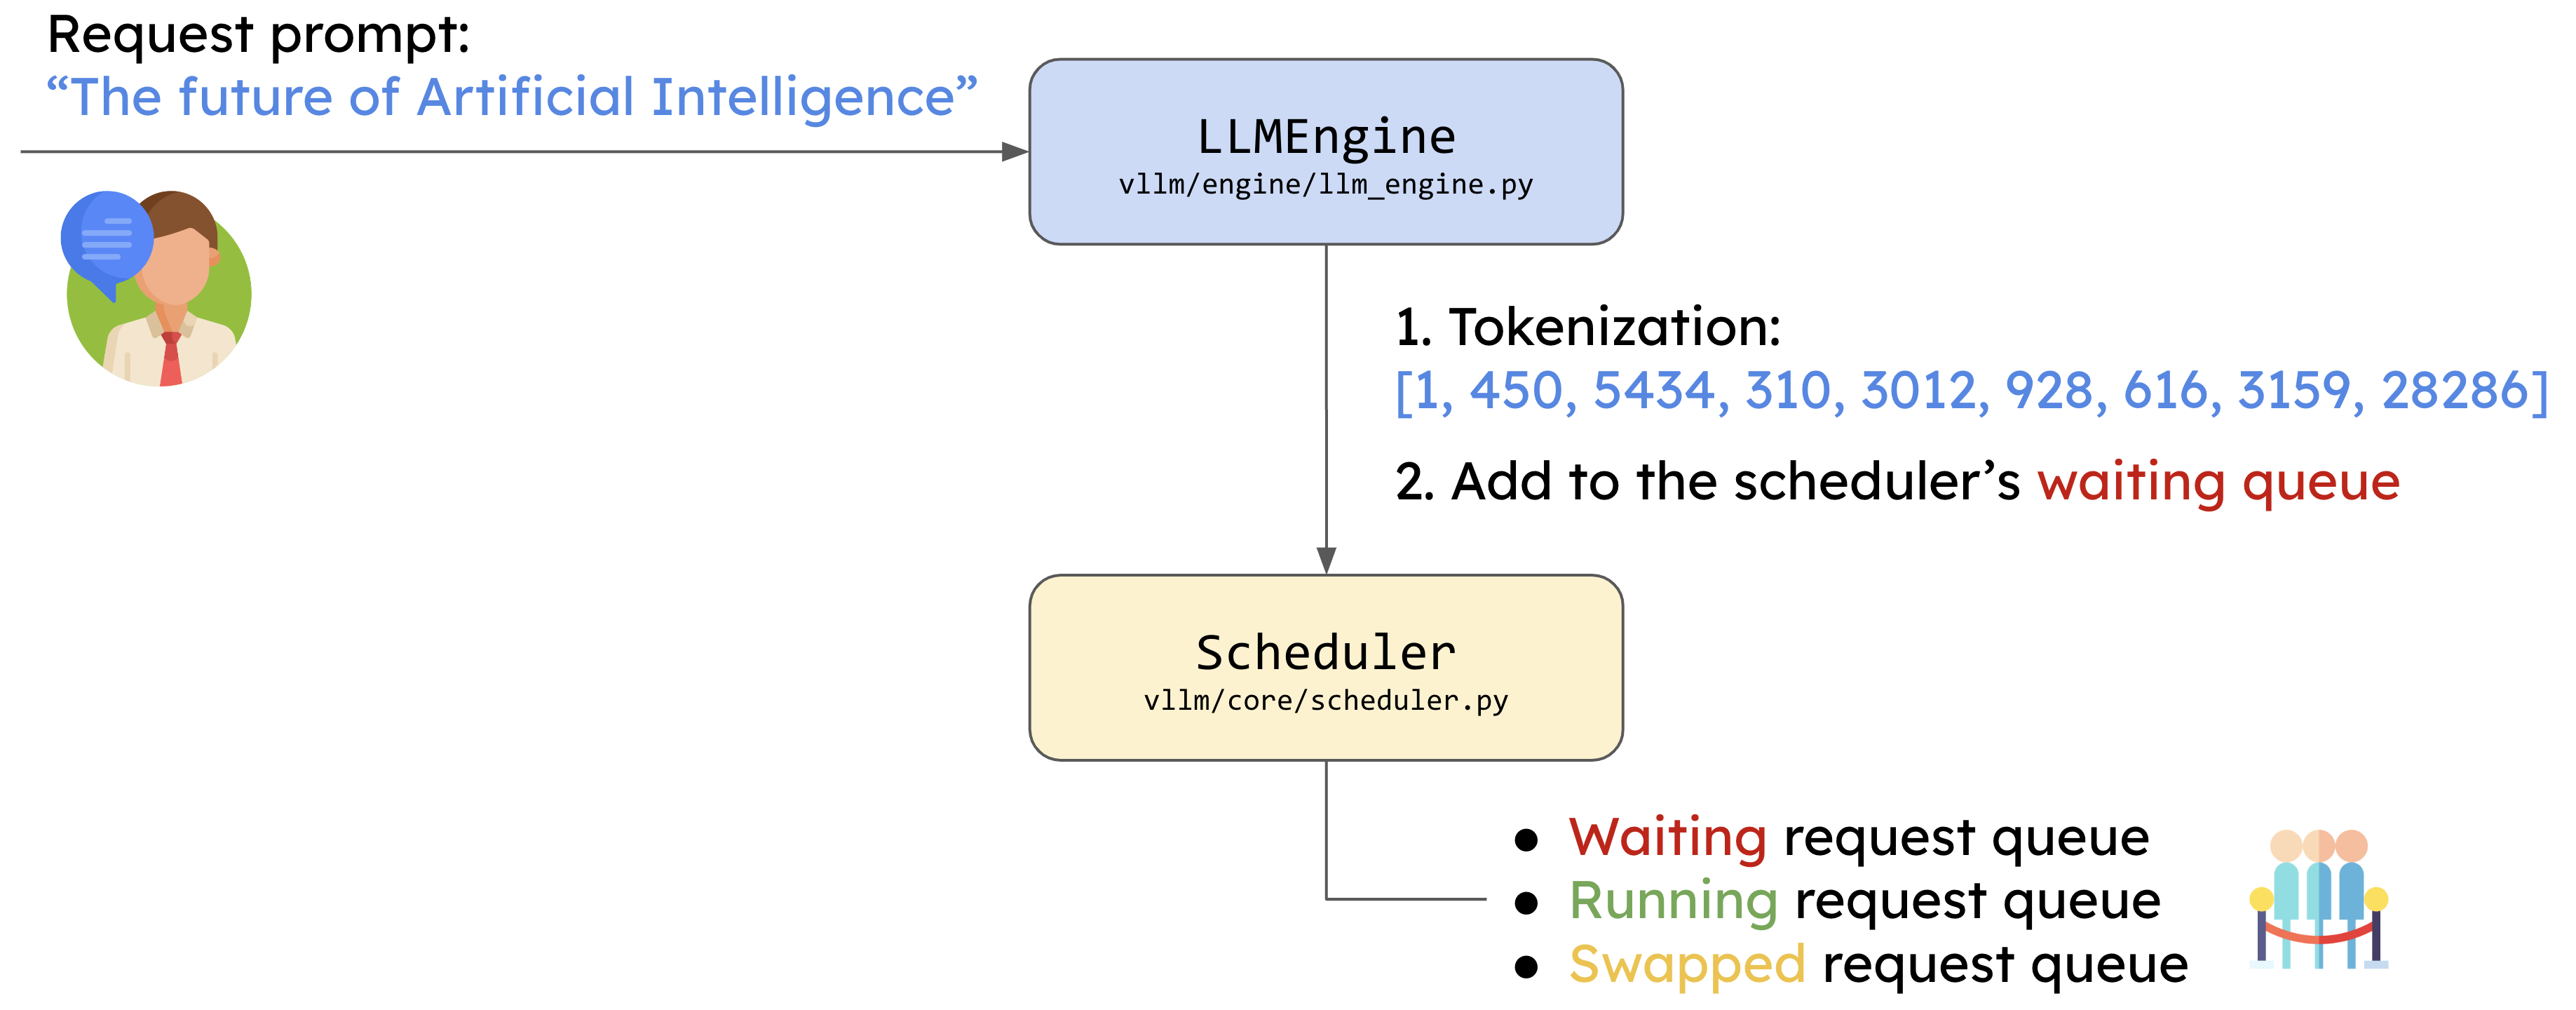 Request prompt:
“The future of Artificial Intelligence”
LLMEngine
vllm/engine/llm_engine.py
1. Tokenization:
[1, 450, 5434, 310, 3012, 928, 616, 3159, 28286]
2. Add to the scheduler’s waiting queue
Scheduler
vllm/core/scheduler.py
● Waiting request queue
● Running request queue
● Swapped request queue